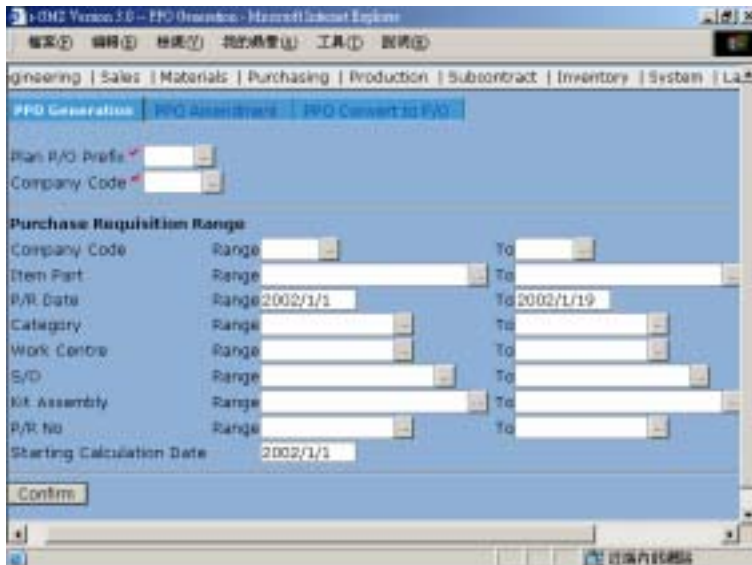 i-OM2 Version 3.0 -- PPO Generation - Microsoft Internet Explorer
檔案(F) 編輯(E) 檢視(V) 我的最愛(A) 工具(T) 說明(H)
gineering | Sales | Materials | Purchasing | Production | Subcontract | Inventory | System | La
PPO Generation PPO Amendment PPO Convert to P/O
Plan P/O Prefix ...
Company Code ...
Purchase Requisition Range
Company Code Range ... To ...
Item Part Range ... To ...
P/R Date Range 2002/1/1 To 2002/1/19
Category Range ... To ...
Work Centre Range ... To ...
S/O Range ... To ...
Kit Assembly Range ... To ...
P/R No Range ... To ...
Starting Calculation Date 2002/1/1
Confirm
近端內部網路